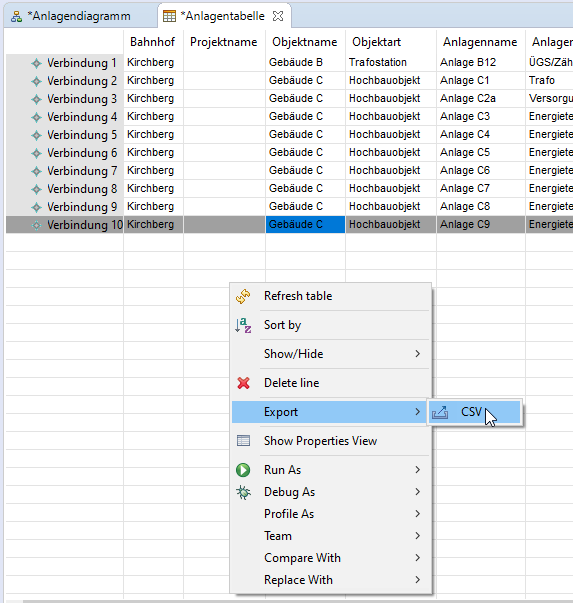 *Anlagendiagramm *Anlagentabelle
Bahnhof Projektname Objektname Objektart Anlagenname Anlagen
Verbindung 1 Kirchberg Gebäude B Trafostation Anlage B12 ÜGS/Zäh
Verbindung 2 Kirchberg Gebäude C Hochbauobjekt Anlage C1 Trafo
Verbindung 3 Kirchberg Gebäude C Hochbauobjekt Anlage C2a Versorgu
Verbindung 4 Kirchberg Gebäude C Hochbauobjekt Anlage C3 Energiete
Verbindung 5 Kirchberg Gebäude C Hochbauobjekt Anlage C4 Energiete
Verbindung 6 Kirchberg Gebäude C Hochbauobjekt Anlage C5 Energiete
Verbindung 7 Kirchberg Gebäude C Hochbauobjekt Anlage C6 Energiete
Verbindung 8 Kirchberg Gebäude C Hochbauobjekt Anlage C7 Energiete
Verbindung 9 Kirchberg Gebäude C Hochbauobjekt Anlage C8 Energiete
Verbindung 10 Kirchberg Gebäude C Hochbauobjekt Anlage C9 Energiete
Refresh table
Sort by
Show/Hide
Delete line
Export CSV
Show Properties View
Run As
Debug As
Profile As
Team
Compare With
Replace With